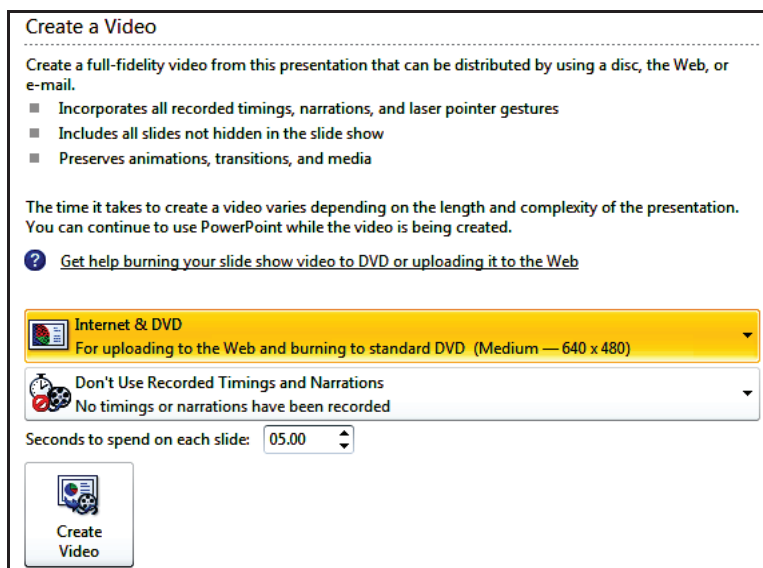 Create a Video
Create a full-fidelity video from this presentation that can be distributed by using a disc, the Web, or
e-mail.
Incorporates all recorded timings, narrations, and laser pointer gestures
Includes all slides not hidden in the slide show
Preserves animations, transitions, and media
The time it takes to create a video varies depending on the length and complexity of the presentation.
You can continue to use PowerPoint while the video is being created.
Get help burning your slide show video to DVD or uploading it to the Web
Internet & DVD
For uploading to the Web and burning to standard DVD (Medium — 640 x 480)
Don't Use Recorded Timings and Narrations
No timings or narrations have been recorded
Seconds to spend on each slide: 05.00
Create
Video